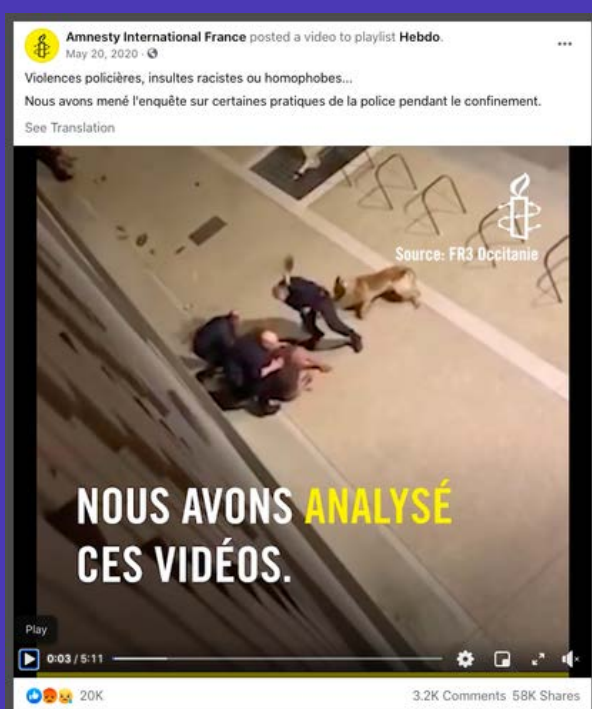 Amnesty International France posted a video to playlist Hebdo.
May 20, 2020 ·
Violences policières, insultes racistes ou homophobes...
Nous avons mené l'enquête sur certaines pratiques de la police pendant le confinement.
See Translation
Source: FR3 Occitanie
NOUS AVONS ANALYSÉ
CES VIDÉOS.
Play
0:03 / 5:11
20K
3.2K Comments 58K Shares